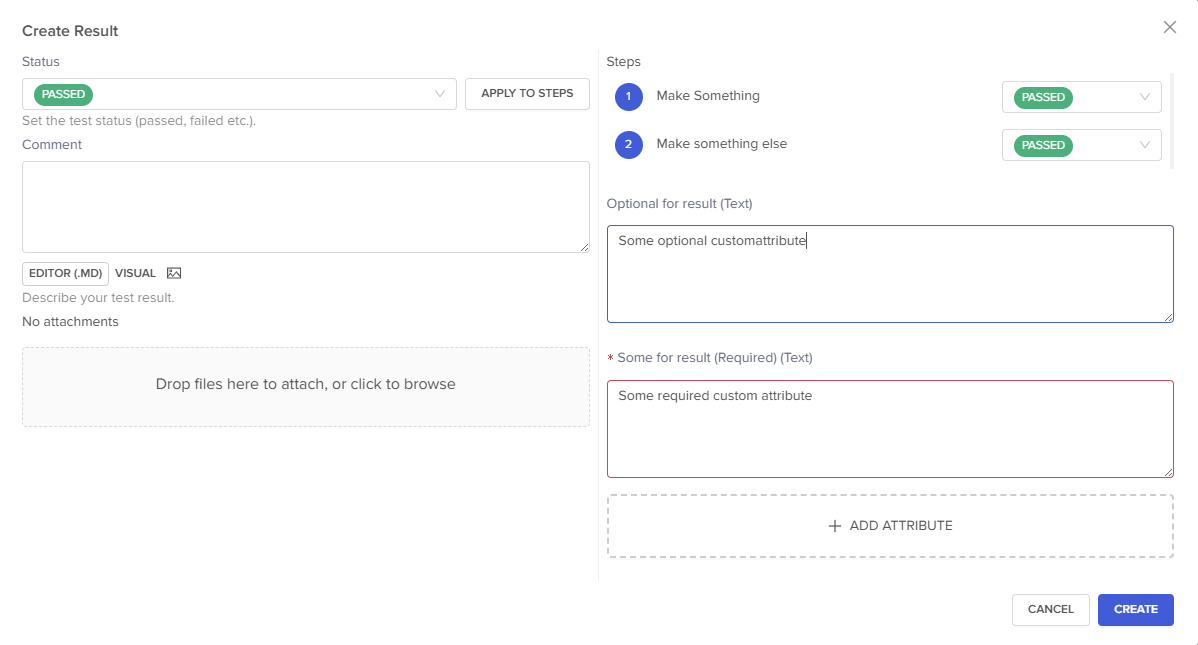 Create Result
Status
PASSED
APPLY TO STEPS
Set the test status (passed, failed etc.).
Comment
EDITOR (.MD) VISUAL
Describe your test result.
No attachments
Drop files here to attach, or click to browse
Steps
1 Make Something PASSED
2 Make something else PASSED
Optional for result (Text)
Some optional customattribute
* Some for result (Required) (Text)
Some required custom attribute
+ ADD ATTRIBUTE
CANCEL CREATE